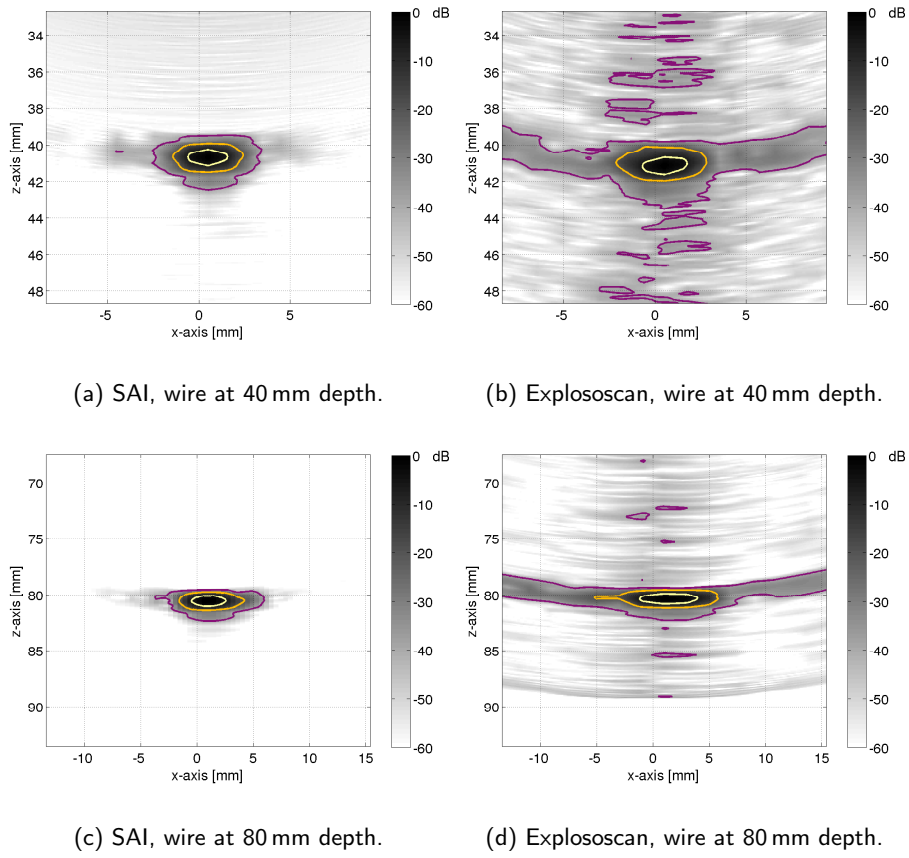 0 dB
34
36
38
40
42
44
46
48
z-axis [mm]
-5 0 5
x-axis [mm]
-10
-20
-30
-40
-50
-60
(a) SAI, wire at 40 mm depth.
0 dB
34
36
38
40
42
44
46
48
z-axis [mm]
-5 0 5
x-axis [mm]
-10
-20
-30
-40
-50
-60
(b) Explososcan, wire at 40 mm depth.
0 dB
70
75
80
85
90
z-axis [mm]
-10 -5 0 5 10 15
x-axis [mm]
-10
-20
-30
-40
-50
-60
(c) SAI, wire at 80 mm depth.
0 dB
70
75
80
85
90
z-axis [mm]
-10 -5 0 5 10 15
x-axis [mm]
-10
-20
-30
-40
-50
-60
(d) Explososcan, wire at 80 mm depth.